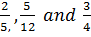 2/5, , 5/12 and 3/4